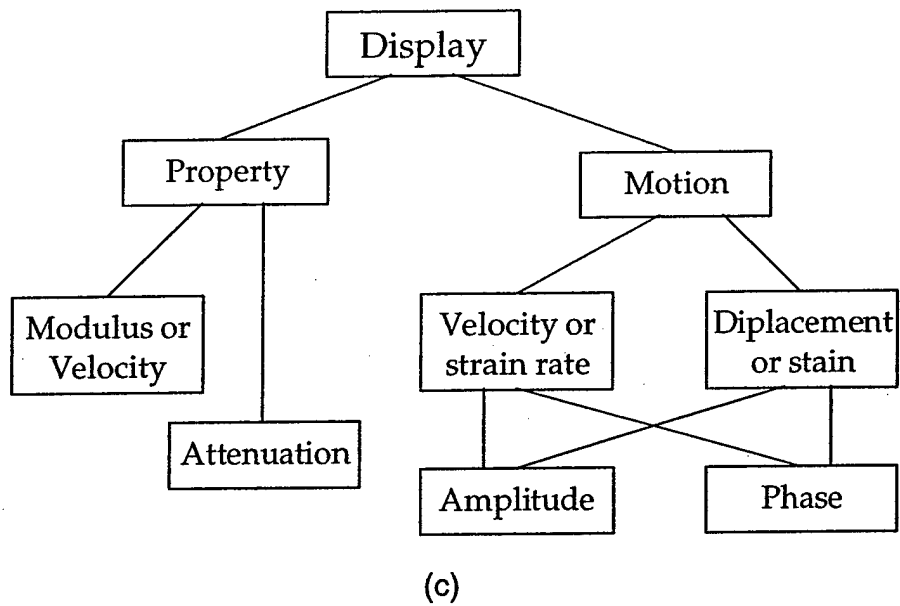 Display
Property
Motion
Modulus or
Velocity
Velocity or
strain rate
Diplacement
or stain
Attenuation
Amplitude
Phase
(c)